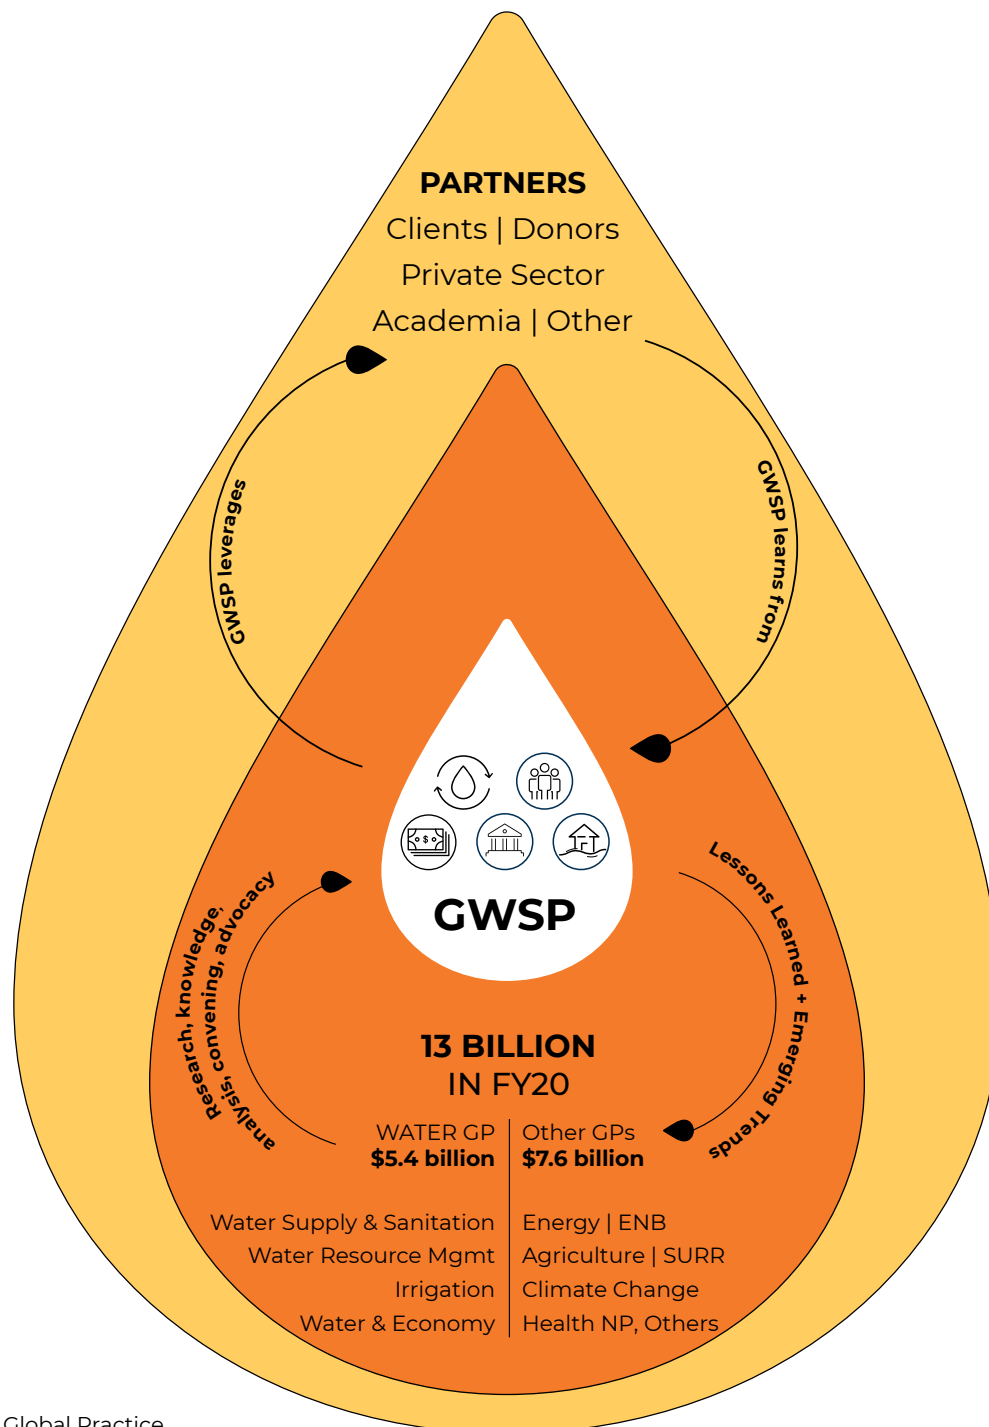 PARTNERS
Clients | Donors
Private Sector
Academia | Other
GWSP leverages
GWSP learns from
GWSP
Research, knowledge,
analysis, convening, advocacy
Lessons Learned + Emerging Trends
13 BILLION
IN FY20
WATER GP
$5.4 billion
Other GPs
$7.6 billion
Water Supply & Sanitation
Water Resource Mgmt
Irrigation
Water & Economy
Energy | ENB
Agriculture | SURR
Climate Change
Health NP, Others
Global Practice